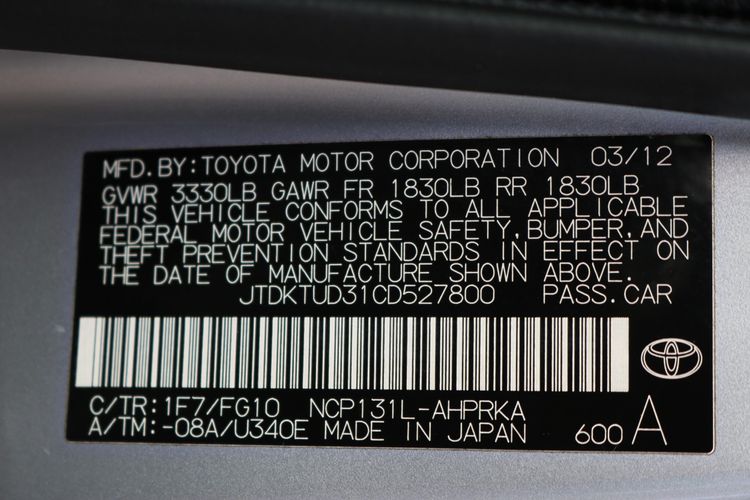 MFD.BY:TOYOTA MOTOR CORPORATION 03/12
GVWR 3330LB GAWR FR 1830LB RR 1830LB
THIS VEHICLE CONFORMS TO ALL APPLICABLE
FEDERAL MOTOR VEHICLE SAFETY,BUMPER,AND
THEFT PREVENTION STANDARDS IN EFFECT ON
THE DATE OF MANUFACTURE SHOWN ABOVE.
JTDKTUD31CD527800 PASS.CAR
C/TR:1F7/FG10 NCP131L-AHPRKA
A/TM:-08A/U340E MADE IN JAPAN 600 A